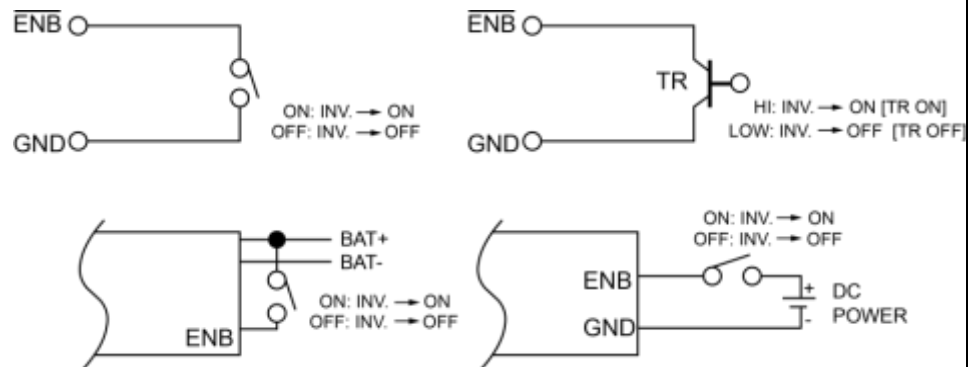 E̅N̅B̅
GND
ON: INV. → ON
OFF: INV. → OFF
E̅N̅B̅
TR
GND
HI: INV. → ON [TR ON]
LOW: INV. → OFF [TR OFF]
BAT+
BAT-
ENB
ON: INV. → ON
OFF: INV. → OFF
ON: INV. → ON
OFF: INV. → OFF
ENB
GND
+ DC
- POWER